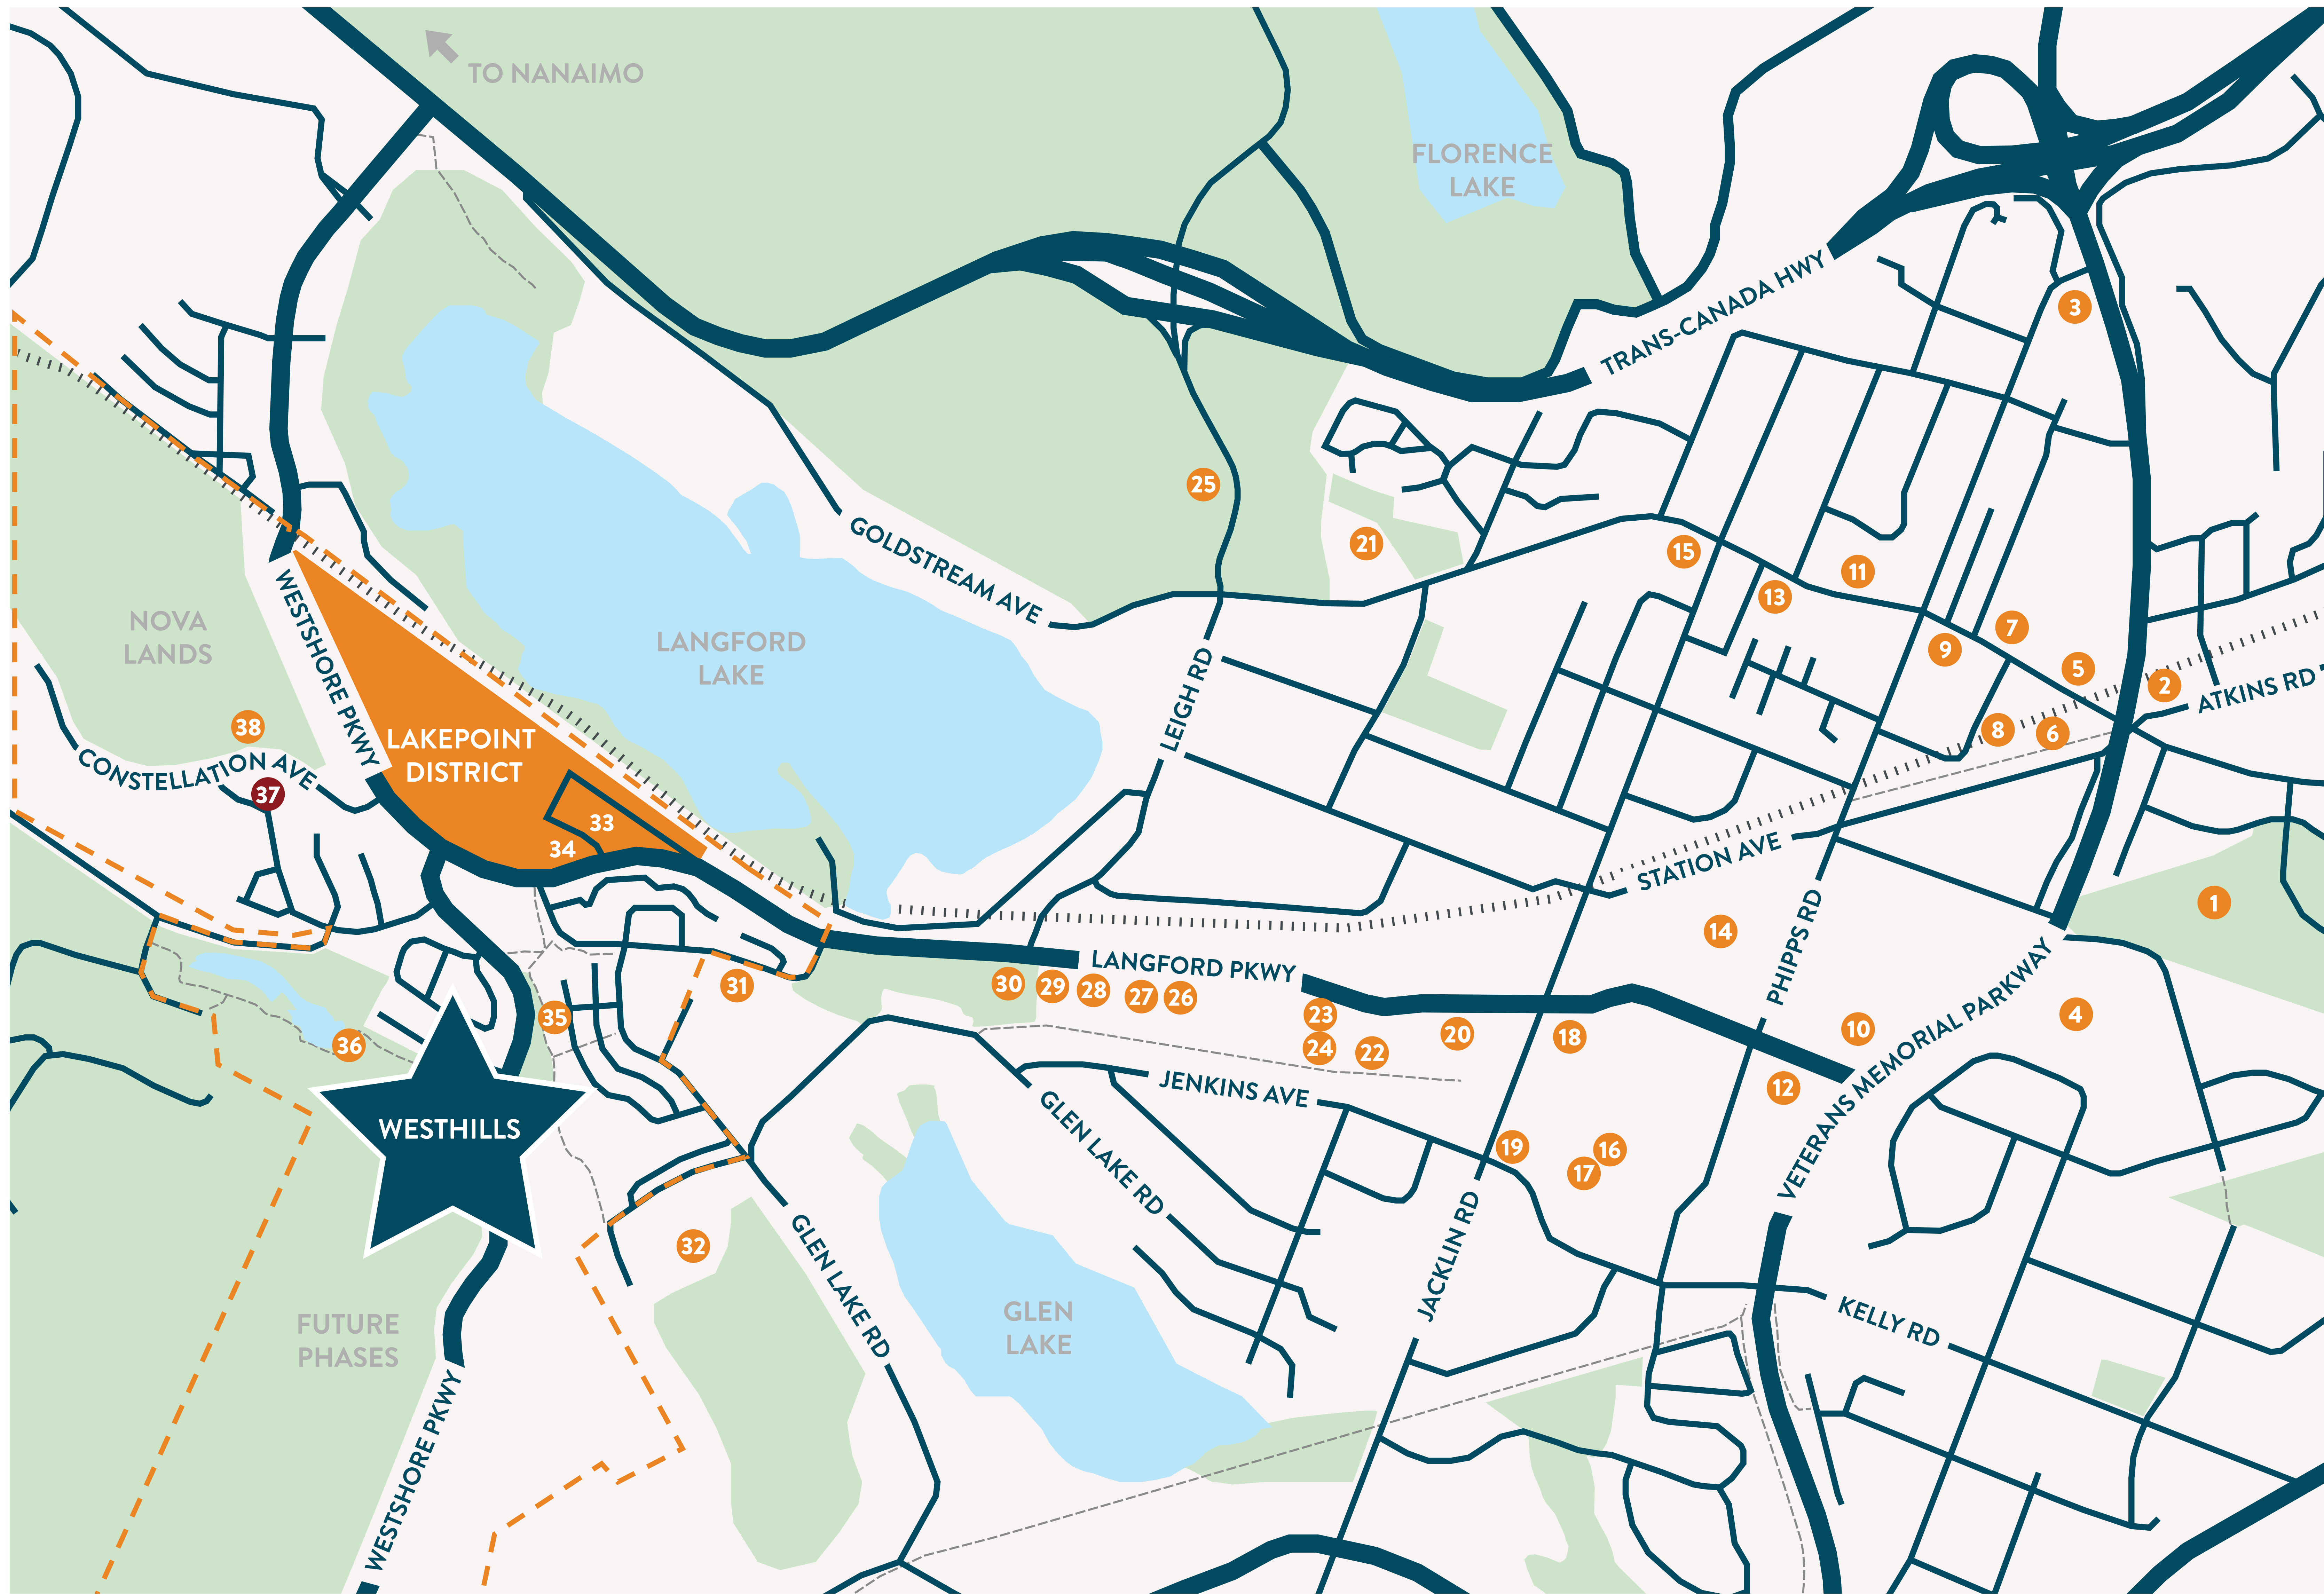 TO NANAIMO
FLORENCE
LAKE
TRANS-CANADA HWY
3
25
GOLDSTREAM AVE
21
15
11
13
7
9
5
2
ATKINS RD
8
6
NOVA
LANDS
WESTSHORE PKWY
LANGFORD
LAKE
LEIGH RD
38
CONSTELLATION AVE
37
LAKEPOINT
DISTRICT
33
34
STATION AVE
1
14
PHIPPS RD
LANGFORD PKWY
30
29
28
27
26
31
35
36
23
24
22
20
18
10
4
12
VETERANS MEMORIAL PARKWAY
JENKINS AVE
GLEN LAKE RD
WESTHILLS
19
16
17
JACKLIN RD
32
GLEN LAKE RD
GLEN
LAKE
KELLY RD
FUTURE
PHASES
WESTSHORE PKWY